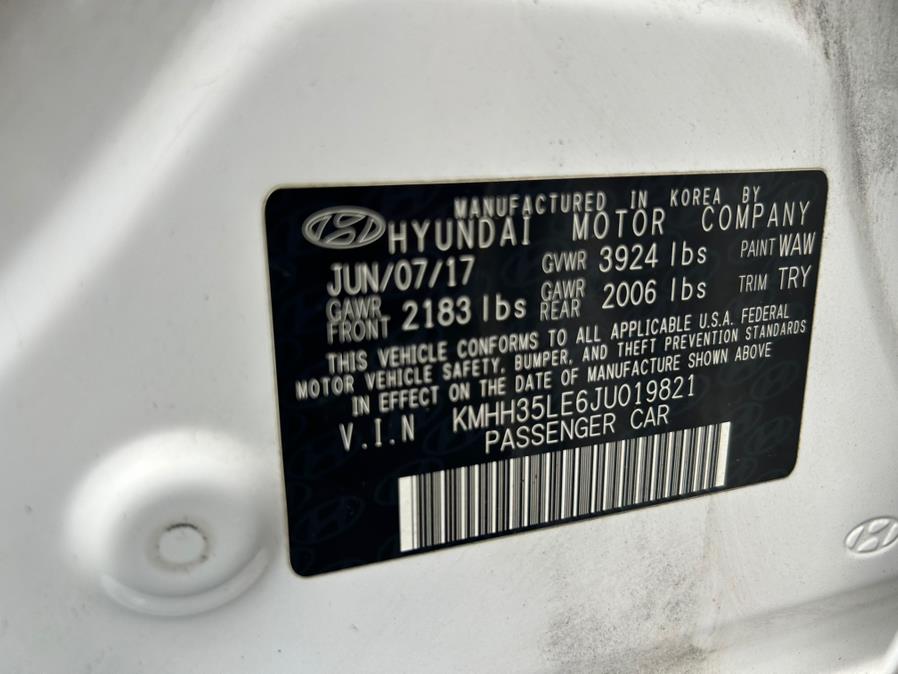 MANUFACTURED IN KOREA BY
HYUNDAI MOTOR COMPANY
JUN/07/17 GVWR 3924 lbs PAINT WAW
GAWR FRONT 2183 lbs GAWR REAR 2006 lbs TRIM TRY
THIS VEHICLE CONFORMS TO ALL APPLICABLE U.S.A. FEDERAL
MOTOR VEHICLE SAFETY, BUMPER, AND THEFT PREVENTION STANDARDS
IN EFFECT ON THE DATE OF MANUFACTURE SHOWN ABOVE
V.I.N KMHH35LE6JU019821
PASSENGER CAR